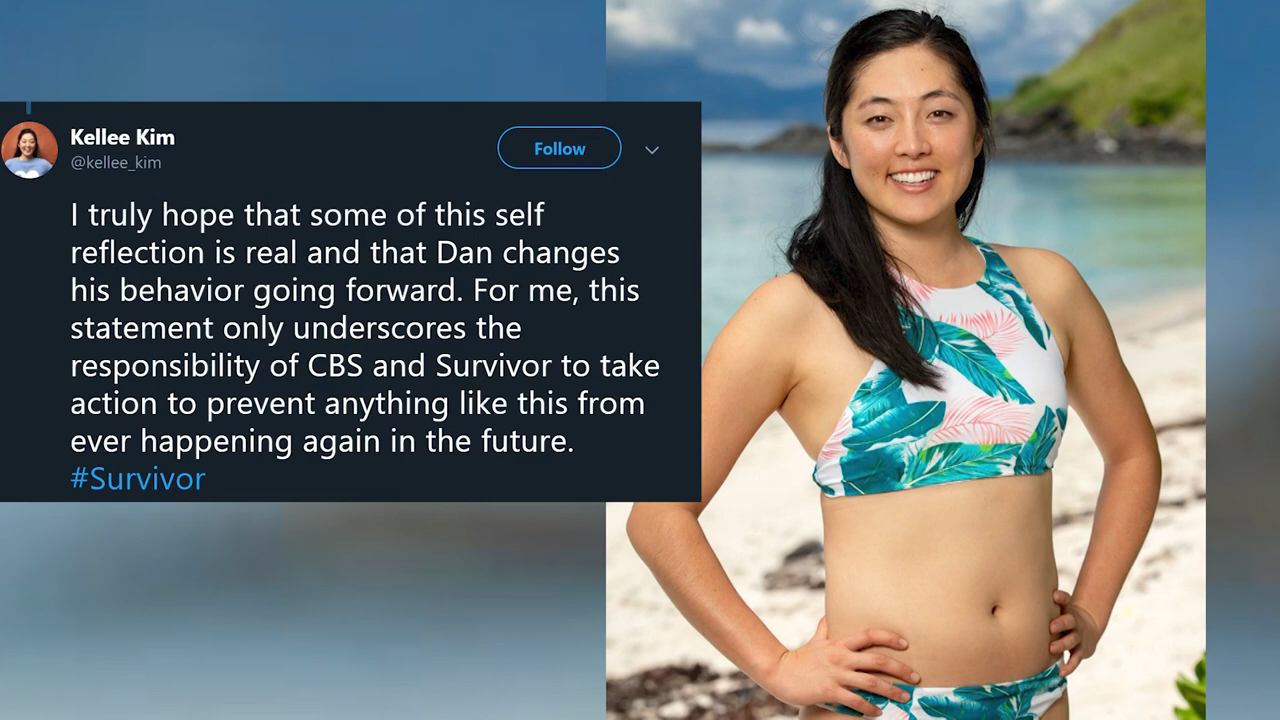 Kellee Kim
Follow
@kellee_kim
I truly hope that some of this self
reflection is real and that Dan changes
his behavior going forward. For me, this
statement only underscores the
responsibility of CBS and Survivor to take
action to prevent anything like this from
ever happening again in the future.
#Survivor